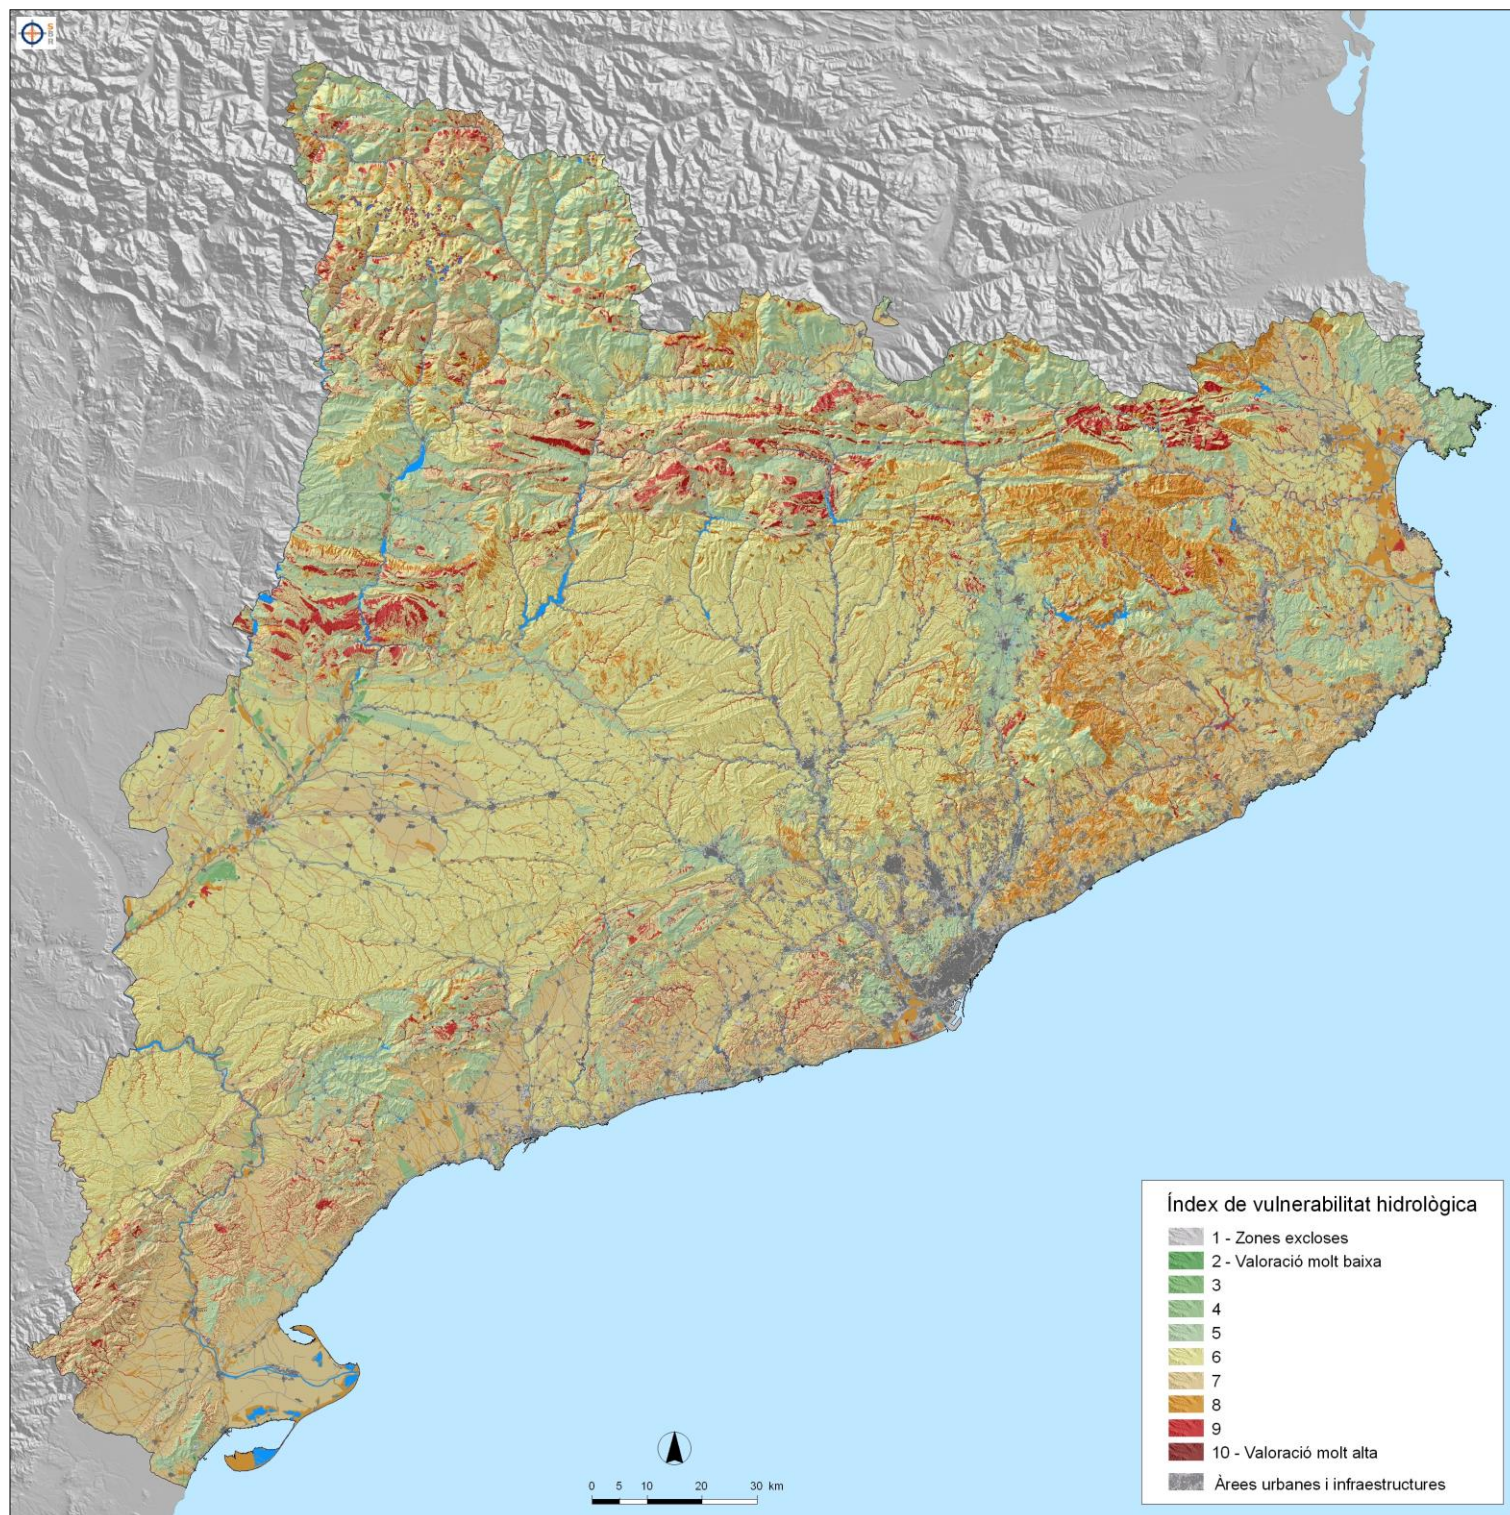 Índex de vulnerabilitat hidrològica
1 - Zones excloses
2 - Valoració molt baixa
3
4
5
6
7
8
9
10 - Valoració molt alta
Àrees urbanes i infraestructures
0 5 10 20 30 km